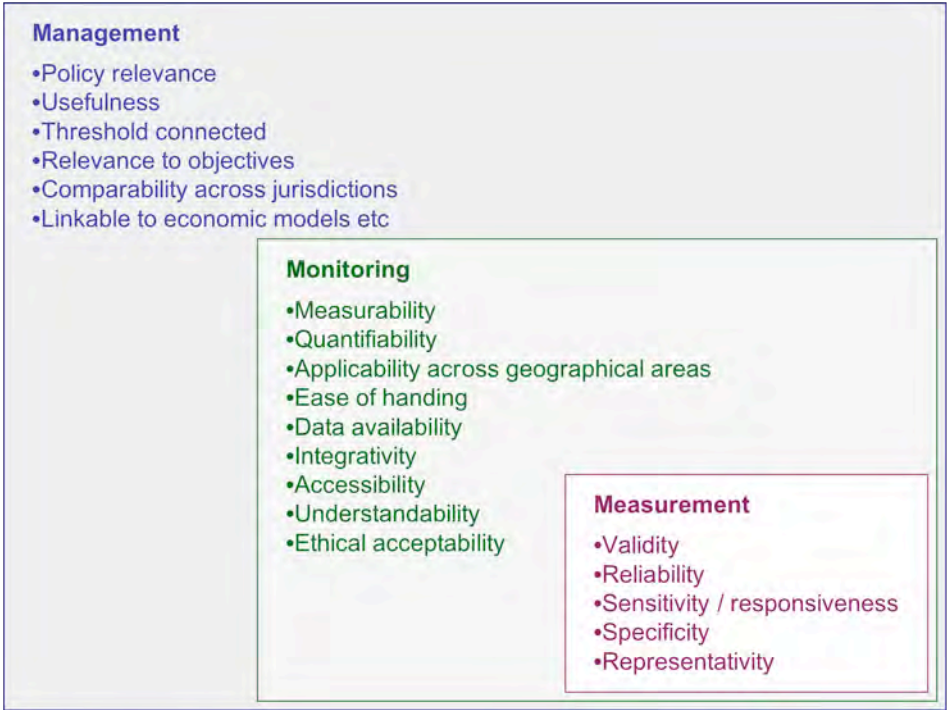 Management
•Policy relevance
•Usefulness
•Threshold connected
•Relevance to objectives
•Comparability across jurisdictions
•Linkable to economic models etc
Monitoring
•Measurability
•Quantifiability
•Applicability across geographical areas
•Ease of handing
•Data availability
•Integrativity
•Accessibility
•Understandability
•Ethical acceptability
Measurement
•Validity
•Reliability
•Sensitivity / responsiveness
•Specificity
•Representativity